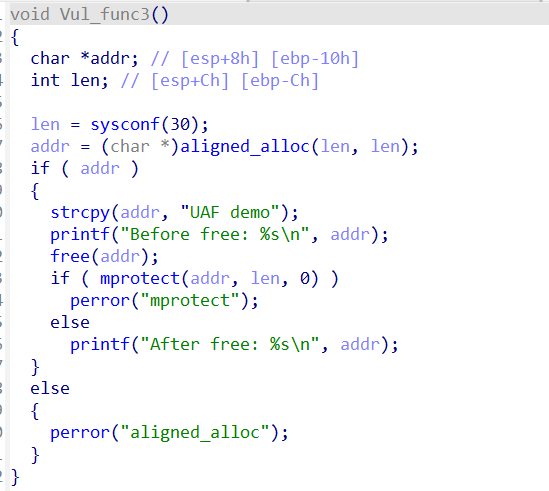 void Vul_func3()
{
  char *addr; // [esp+8h] [ebp-10h]
  int len; // [esp+Ch] [ebp-Ch]

  len = sysconf(30);
  addr = (char *)aligned_alloc(len, len);
  if ( addr )
  {
    strcpy(addr, "UAF demo");
    printf("Before free: %s\n", addr);
    free(addr);
    if ( mprotect(addr, len, 0) )
      perror("mprotect");
    else
      printf("After free: %s\n", addr);
  }
  else
  {
    perror("aligned_alloc");
  }
}